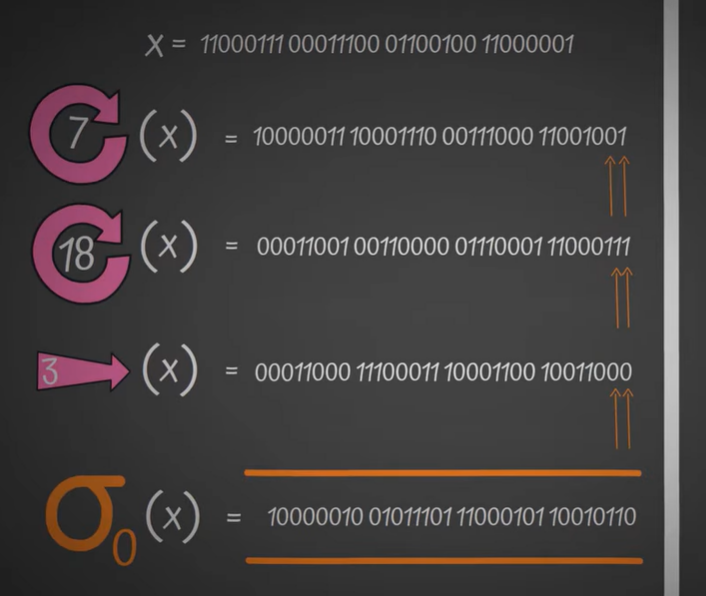 x = 11000111 00011100 01100100 11000001
7 (x) = 10000011 10001110 00111000 11001001
18 (x) = 00011001 00110000 01110001 11000111
3 (x) = 00011000 11100011 10001100 10011000
σ0 (x) = 10000010 01011101 11000101 10010110